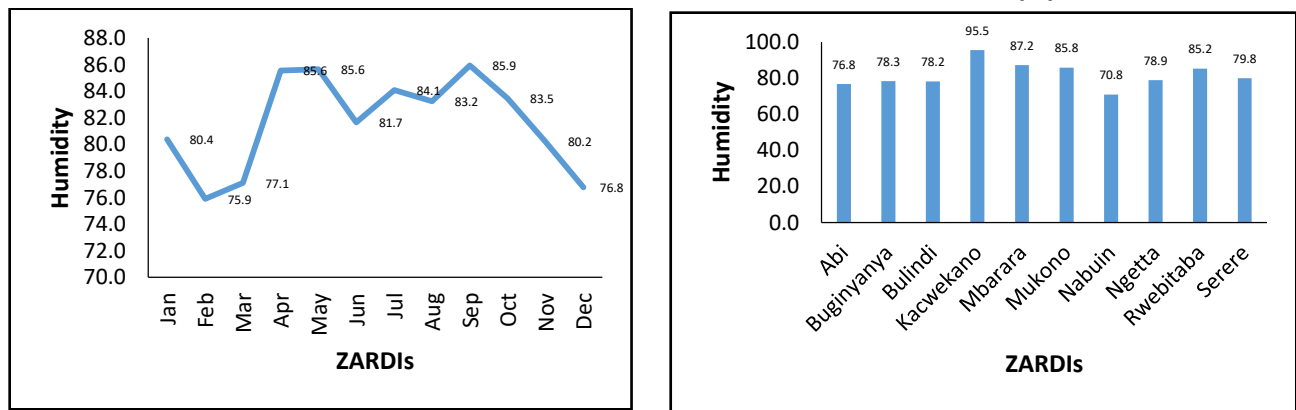 88.0
86.0
84.0
82.0
80.0
78.0
76.0
74.0
72.0
70.0
Humidity
80.4
75.9
77.1
85.6
85.6
81.7
84.1
83.2
85.9
83.5
80.2
76.8
Jan
Feb
Mar
Apr
May
Jun
Jul
Aug
Sep
Oct
Nov
Dec
ZARDIs
100.0
80.0
60.0
40.0
20.0
0.0
Humidity
76.8
78.3
78.2
95.5
87.2
85.8
70.8
78.9
85.2
79.8
Abi
Buginyanya
Bulindi
Kacwekano
Mbarara
Mukono
Nabuin
Ngetta
Rwebitaba
Serere
ZARDIs